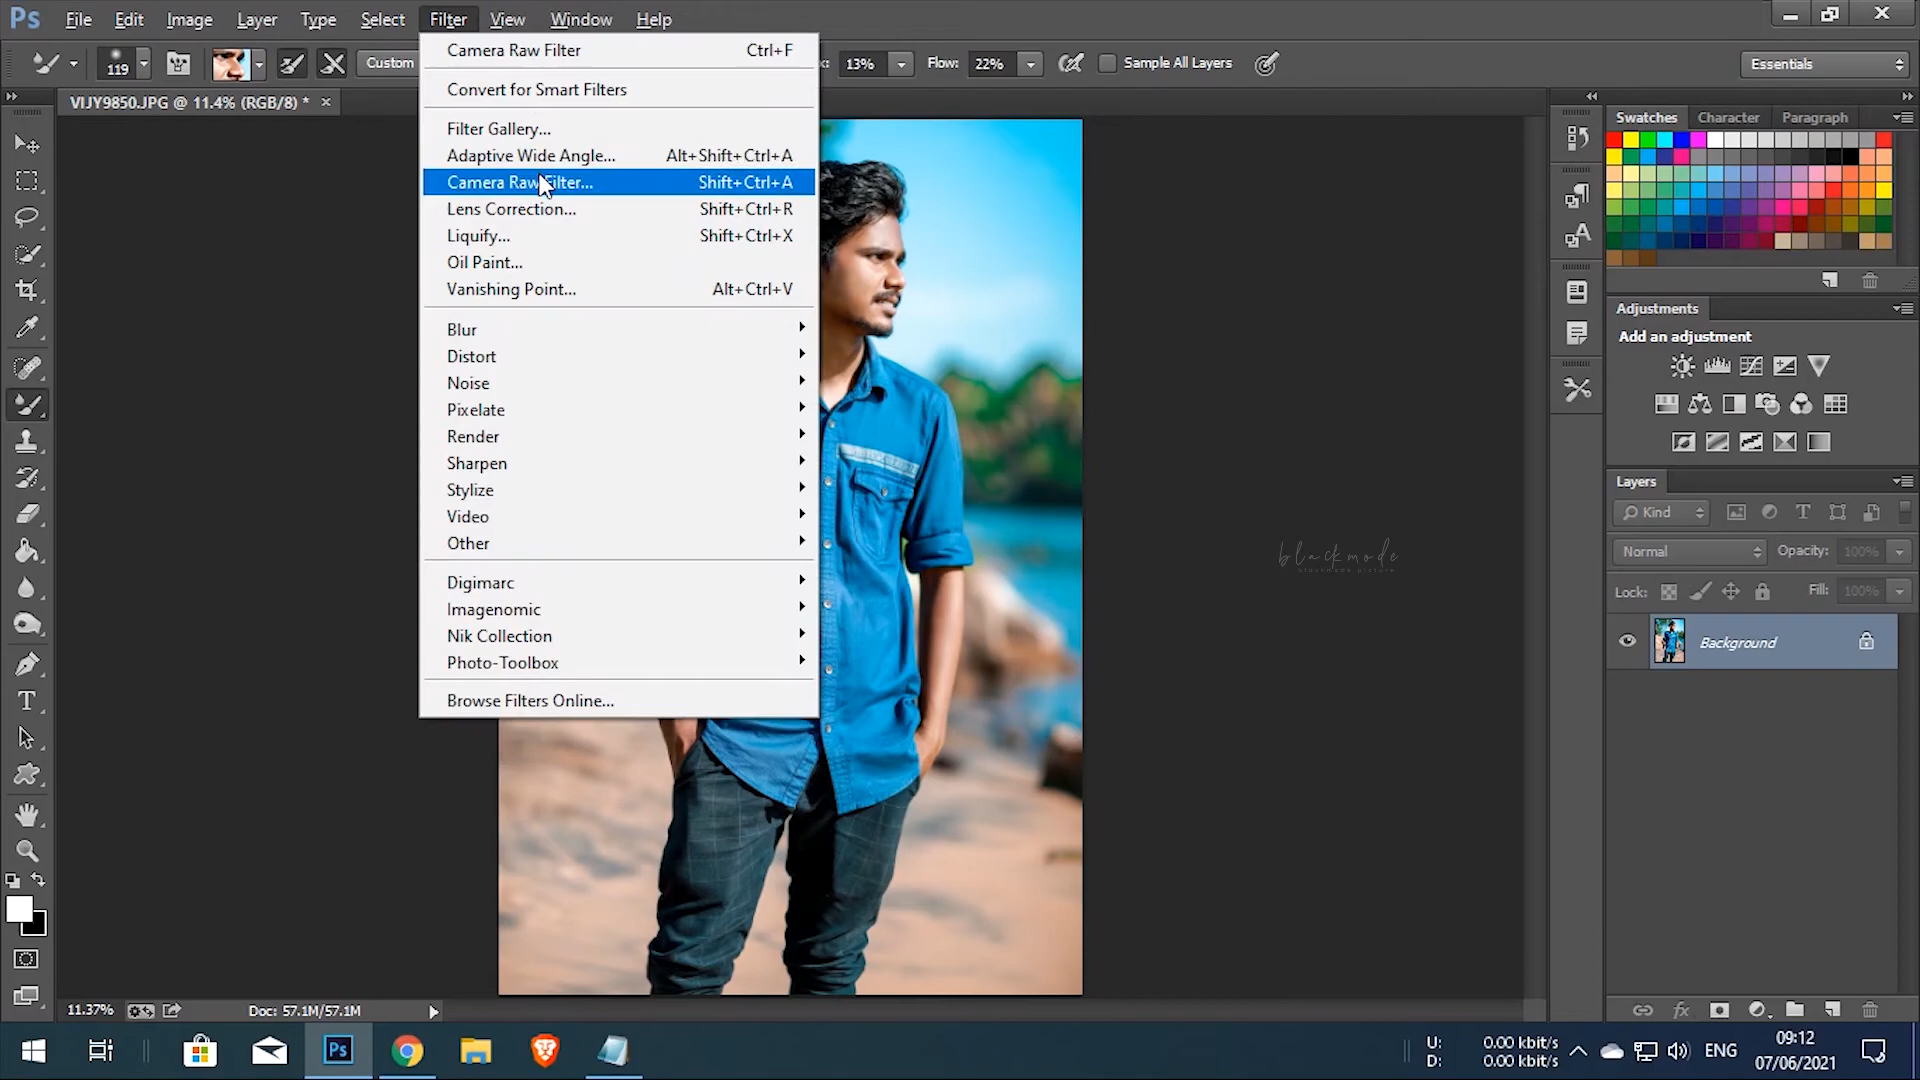 Ps File Edit Image Layer Type Select Filter View Window Help
119 Custom 13% Flow: 22% Sample All Layers Essentials
VIJY9850.JPG @ 11.4% (RGB/8) *
Camera Raw Filter Ctrl+F
Convert for Smart Filters
Filter Gallery...
Adaptive Wide Angle... Alt+Shift+Ctrl+A
Camera Raw Filter... Shift+Ctrl+A
Lens Correction... Shift+Ctrl+R
Liquify... Shift+Ctrl+X
Oil Paint...
Vanishing Point... Alt+Ctrl+V
Blur
Distort
Noise
Pixelate
Render
Sharpen
Stylize
Video
Other
Digimarc
Imagenomic
Nik Collection
Photo-Toolbox
Browse Filters Online...
Swatches Character Paragraph
Adjustments
Add an adjustment
Layers
Kind
Normal Opacity: 100%
Lock: Fill: 100%
Background
blackmode
blackmode picture
11.37% Doc: 57.1M/57.1M
Ps
U: 0.00 kbit/s
D: 0.00 kbit/s
ENG
09:12
07/06/2021